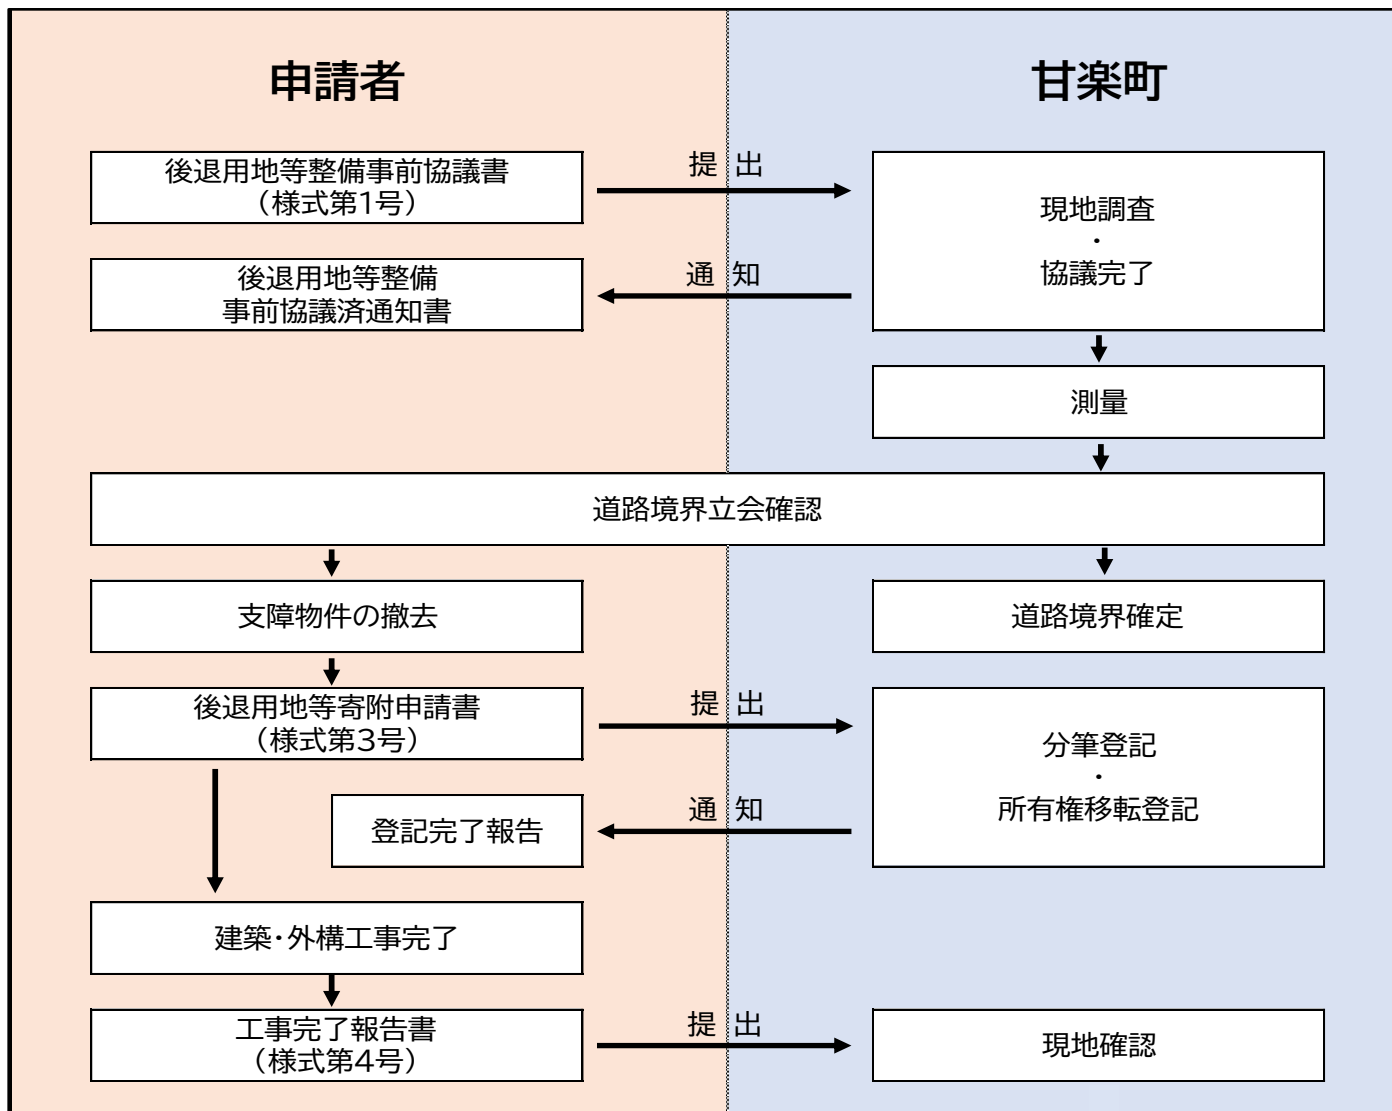 申請者
甘楽町
後退用地等整備事前協議書
（様式第1号）
提 出
現地調査
・
協議完了
後退用地等整備
事前協議済通知書
通 知
測量
道路境界立会確認
支障物件の撤去
道路境界確定
後退用地等寄附申請書
（様式第3号）
提 出
分筆登記
・
所有権移転登記
登記完了報告
通 知
建築・外構工事完了
工事完了報告書
（様式第4号）
提 出
現地確認